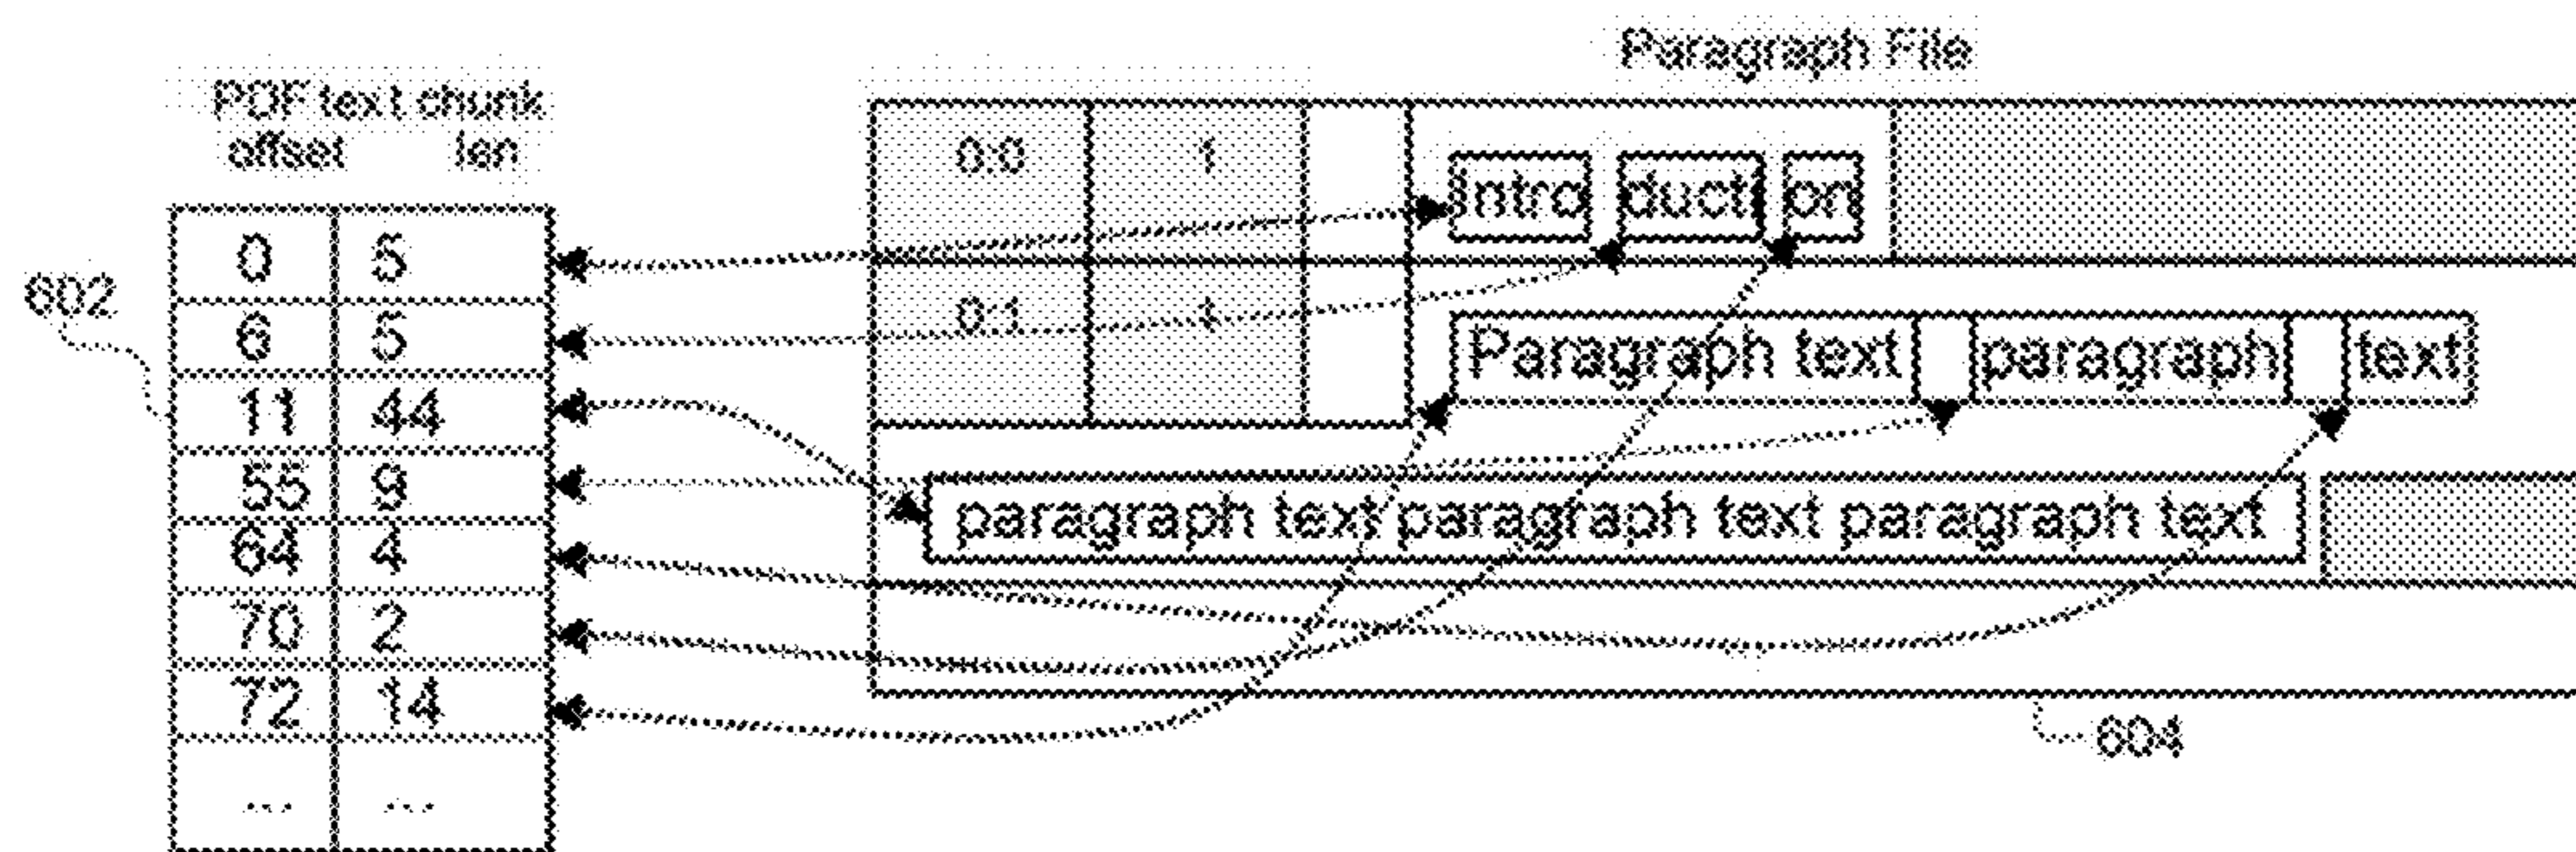 Paragraph File
PDF text chunk
offset len
0 5
6 5
11 44
55 9
64 4
70 2
72 14
... ...
602
0:0 1 Intro ducti on
0:1 1 Paragraph text paragraph text
paragraph text paragraph text paragraph text
604